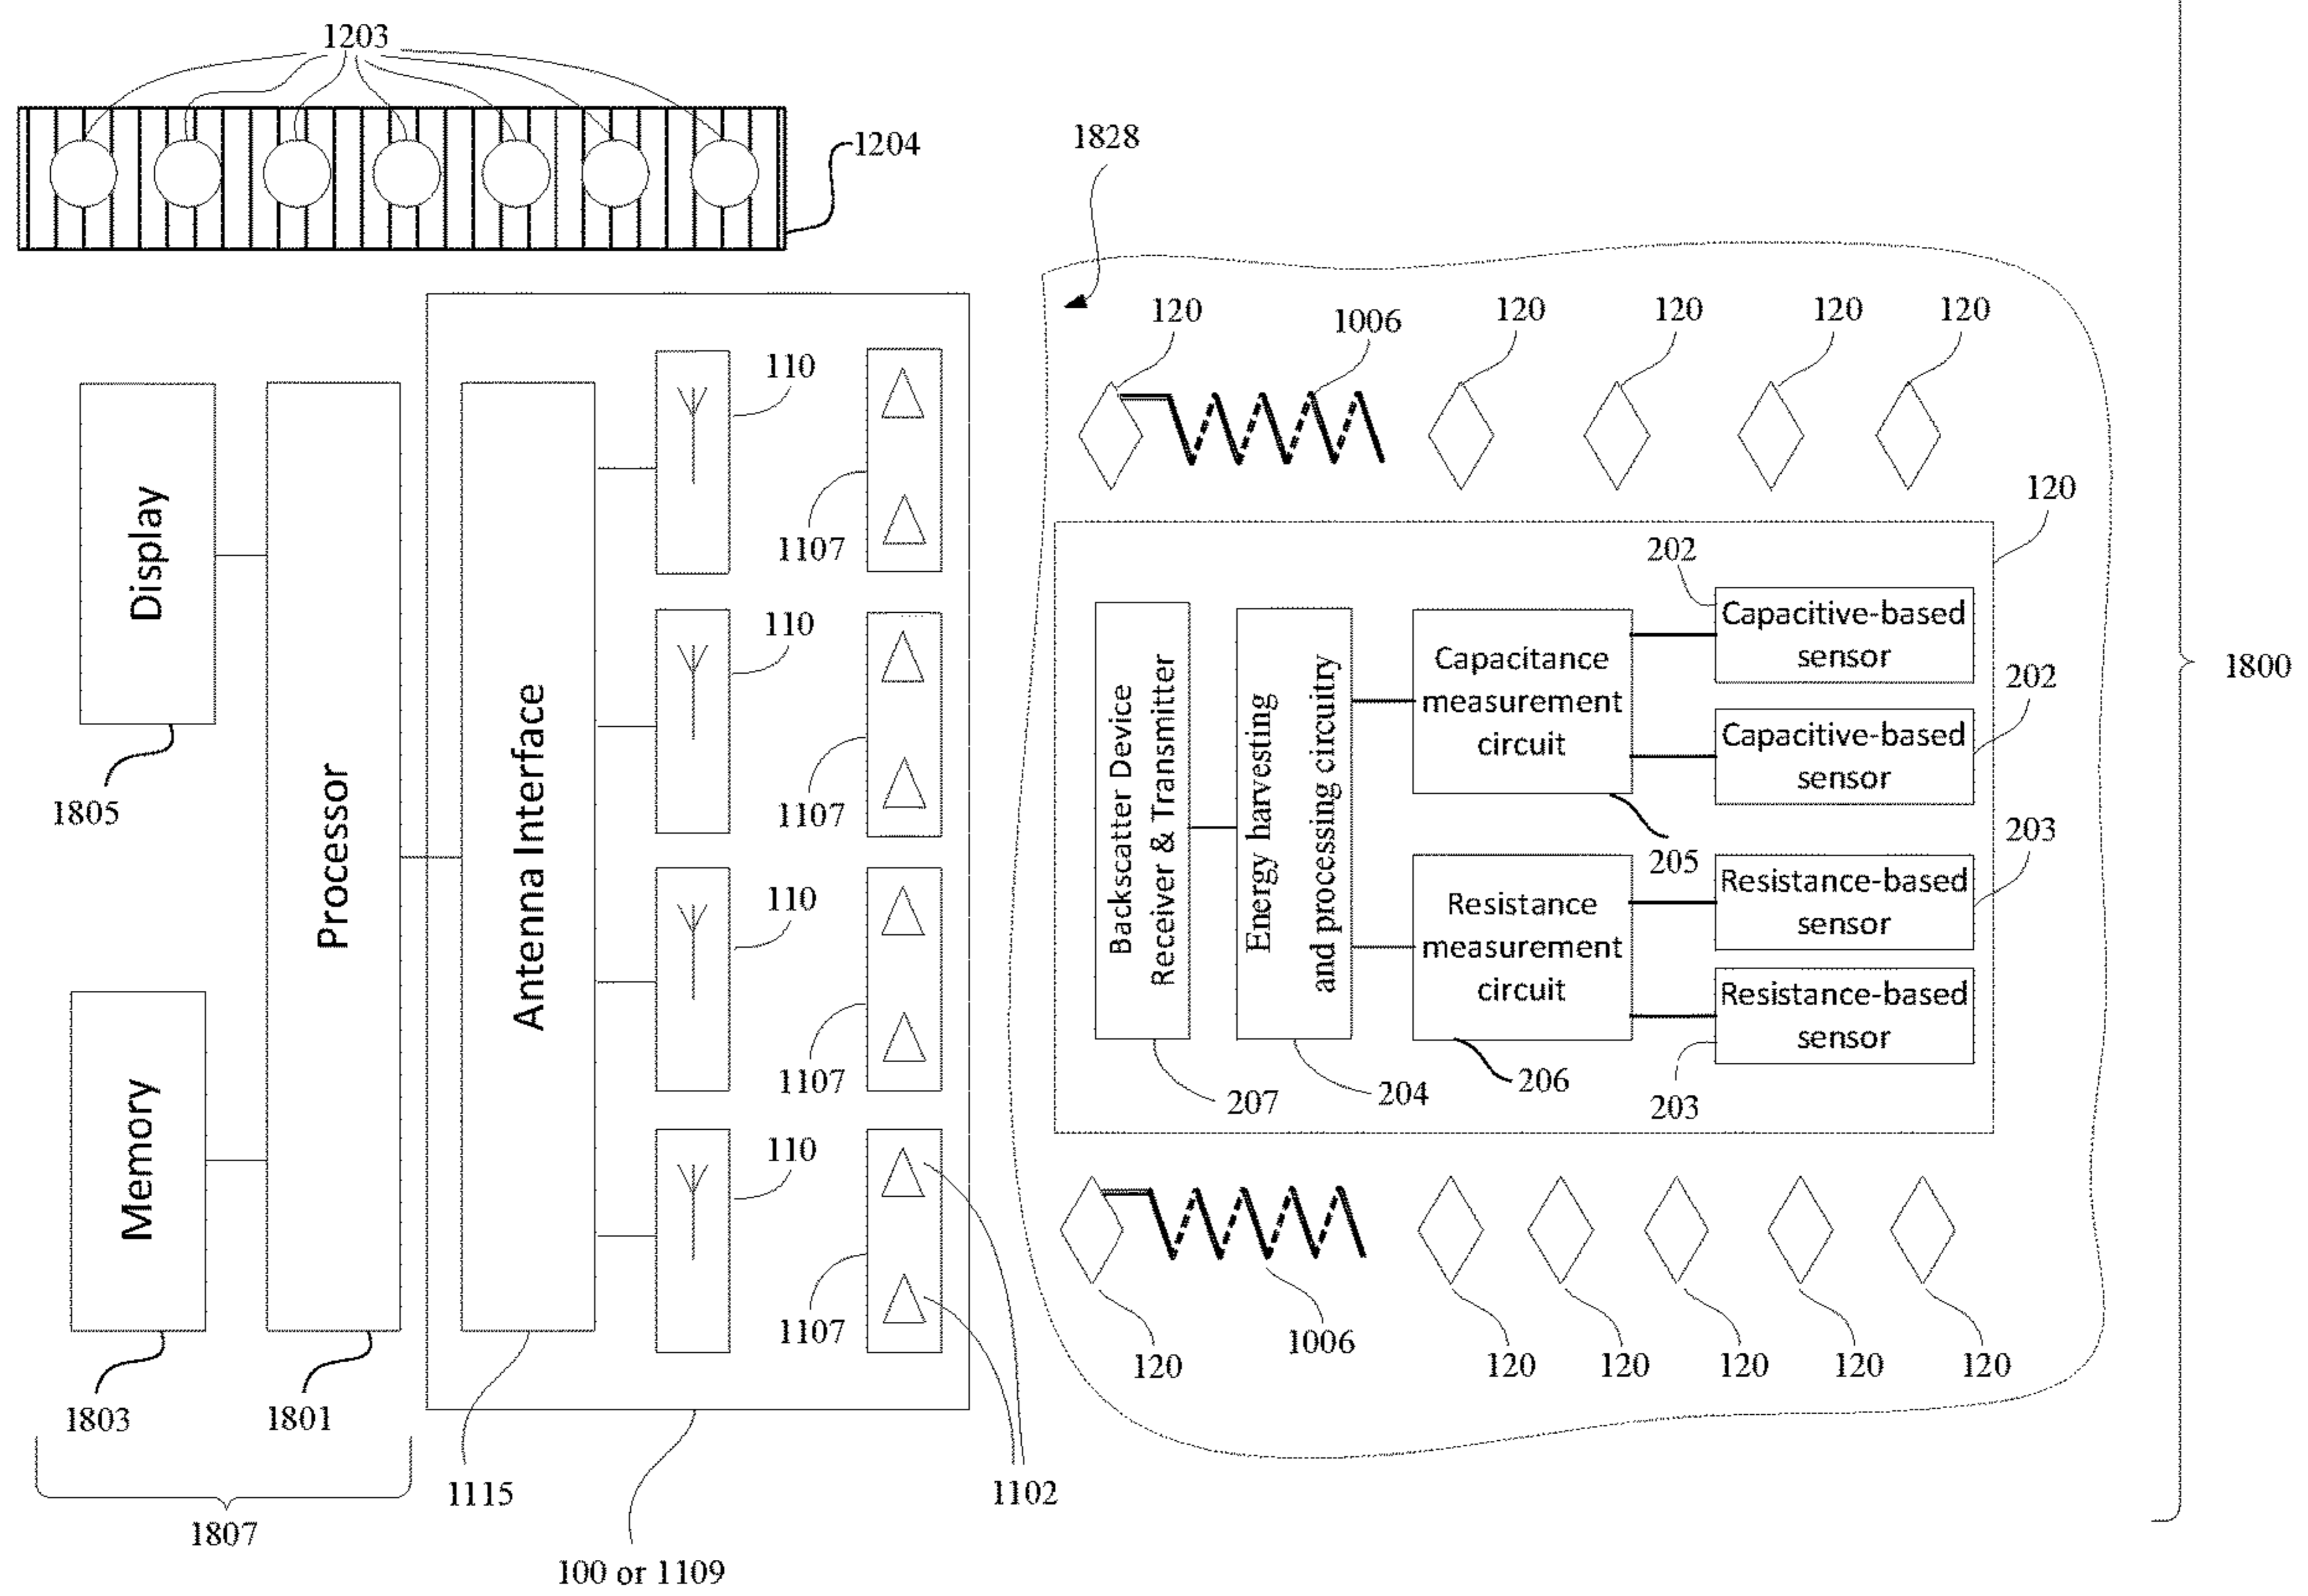 1203
1204
1828
120
1006
120
120
120
120
110
1107
110
1107
110
1107
110
1107
Display
1805
Processor
Memory
1803
1801
1807
Antenna Interface
1115
100 or 1109
1102
120
202
Capacitive-based
sensor
202
Capacitive-based
sensor
Capacitance
measurement
circuit
205
203
Resistance-based
sensor
Resistance
measurement
circuit
206
Resistance-based
sensor
203
Backscatter Device
Receiver & Transmitter
207
Energy harvesting
and processing circuitry
204
1800
120
1006
120
120
120
120
120